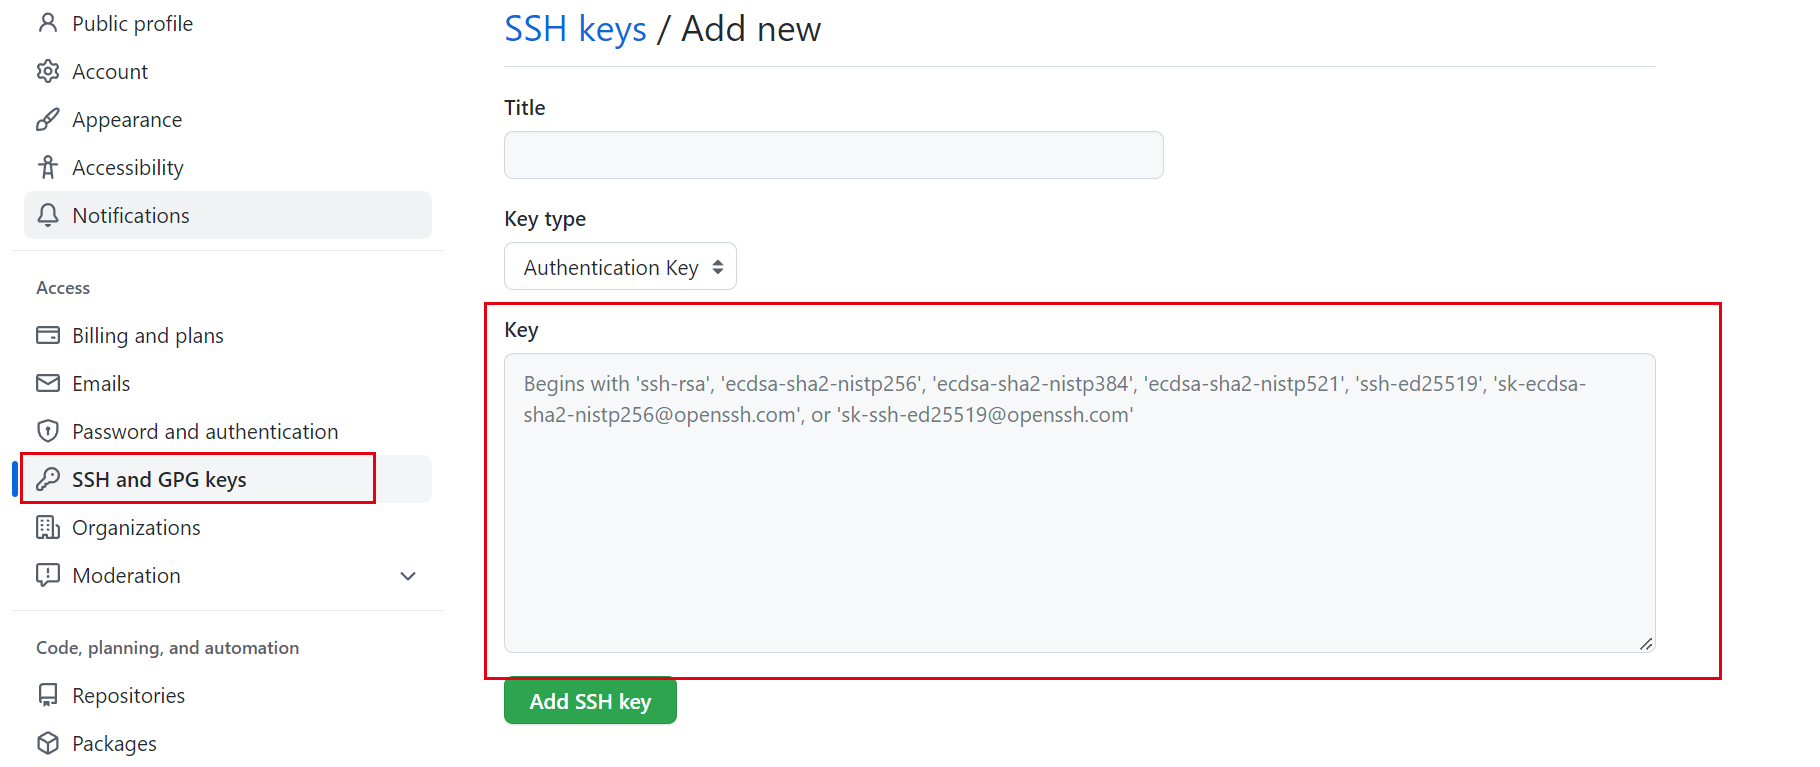 Public profile
Account
Appearance
Accessibility
Notifications
Access
Billing and plans
Emails
Password and authentication
SSH and GPG keys
Organizations
Moderation
Code, planning, and automation
Repositories
Packages
SSH keys / Add new
Title
Key type
Authentication Key
Key
Begins with 'ssh-rsa', 'ecdsa-sha2-nistp256', 'ecdsa-sha2-nistp384', 'ecdsa-sha2-nistp521', 'ssh-ed25519', 'sk-ecdsa-
sha2-nistp256@openssh.com', or 'sk-ssh-ed25519@openssh.com'
Add SSH key